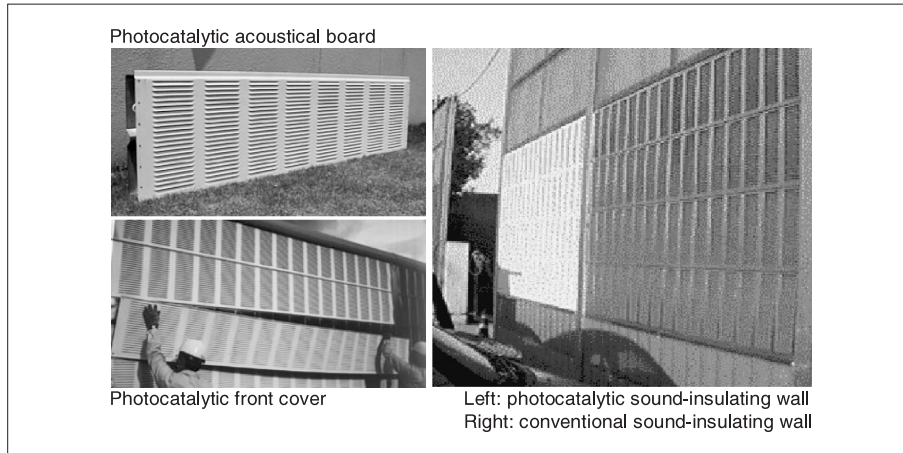 Photocatalytic acoustical board
Photocatalytic front cover
Left: photocatalytic sound-insulating wall
Right: conventional sound-insulating wall